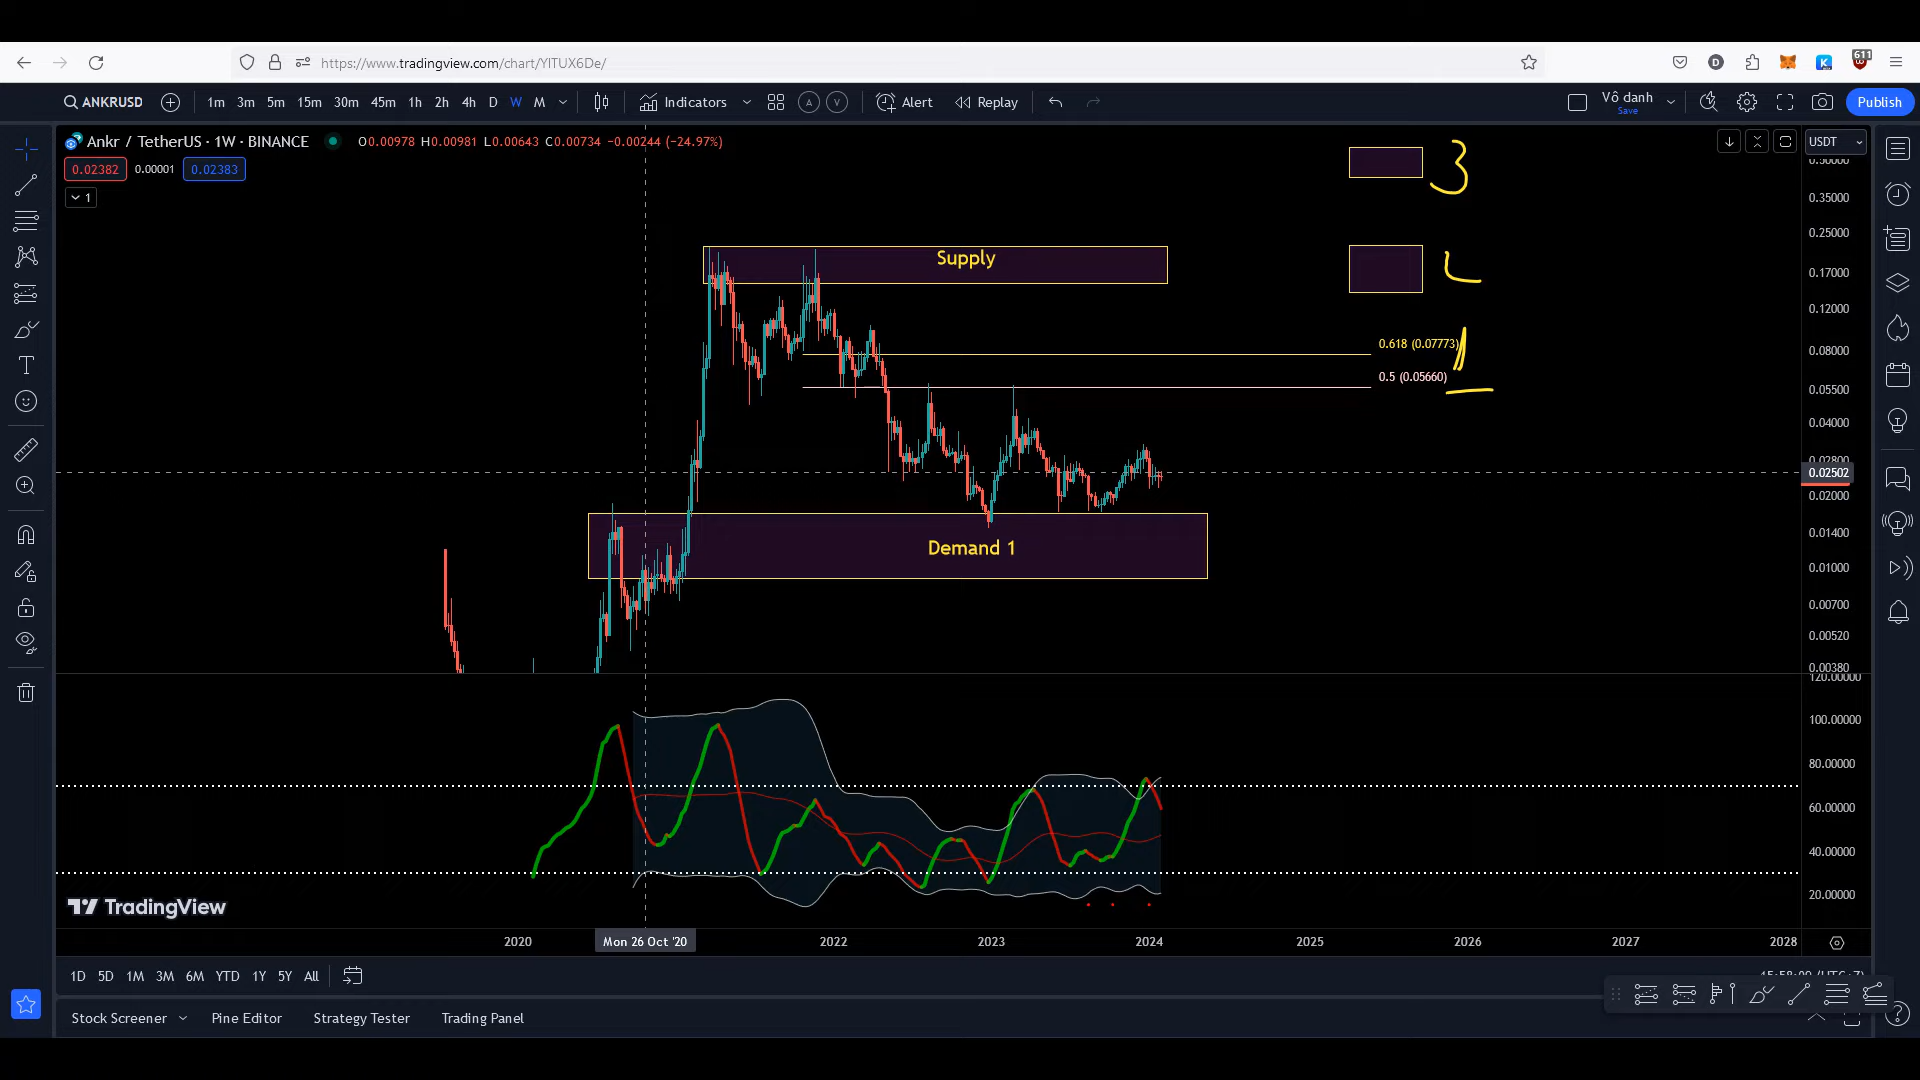 https://www.tradingview.com/chart/YITUX6De/
611
ANKRUSD 1m 3m 5m 15m 30m 45m 1h 2h 4h D W M Indicators A V Alert Replay Vô danh Save Publish
Ankr / TetherUS · 1W · BINANCE O0.00978 H0.00981 L0.00643 C0.00734 −0.00244 (−24.97%) USDT
0.02382 0.00001 0.02383
1
3
Supply
0.618 (0.07773)
0.5 (0.05660)
Demand 1
0.50000
0.35000
0.25000
0.17000
0.12000
0.08000
0.05500
0.04000
0.02800
0.02502
0.02000
0.01400
0.01000
0.00700
0.00520
0.00380
120.00000
100.00000
80.00000
60.00000
40.00000
20.00000
TradingView
2020 Mon 26 Oct '20 2022 2023 2024 2025 2026 2027 2028
1D 5D 1M 3M 6M YTD 1Y 5Y All
Stock Screener Pine Editor Strategy Tester Trading Panel